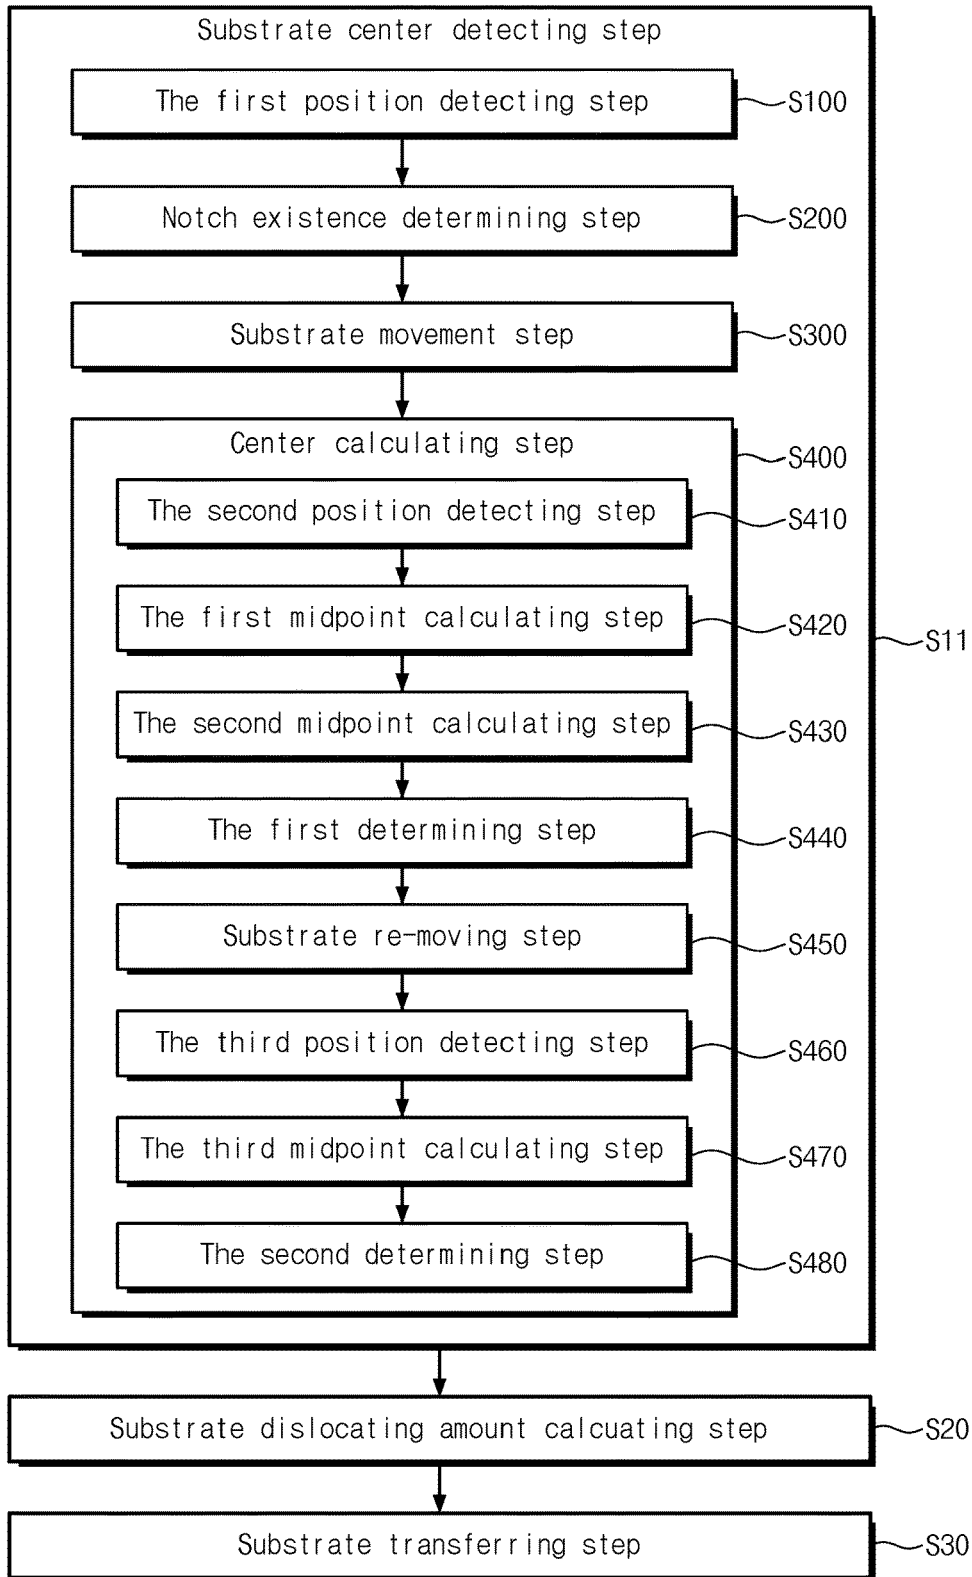 Substrate center detecting step
The first position detecting step
S100
Notch existence determining step
S200
Substrate movement step
S300
Center calculating step
S400
The second position detecting step
S410
The first midpoint calculating step
S420
S11
The second midpoint calculating step
S430
The first determining step
S440
Substrate re-moving step
S450
The third position detecting step
S460
The third midpoint calculating step
S470
The second determining step
S480
Substrate dislocating amount calcuating step
S20
Substrate transferring step
S30